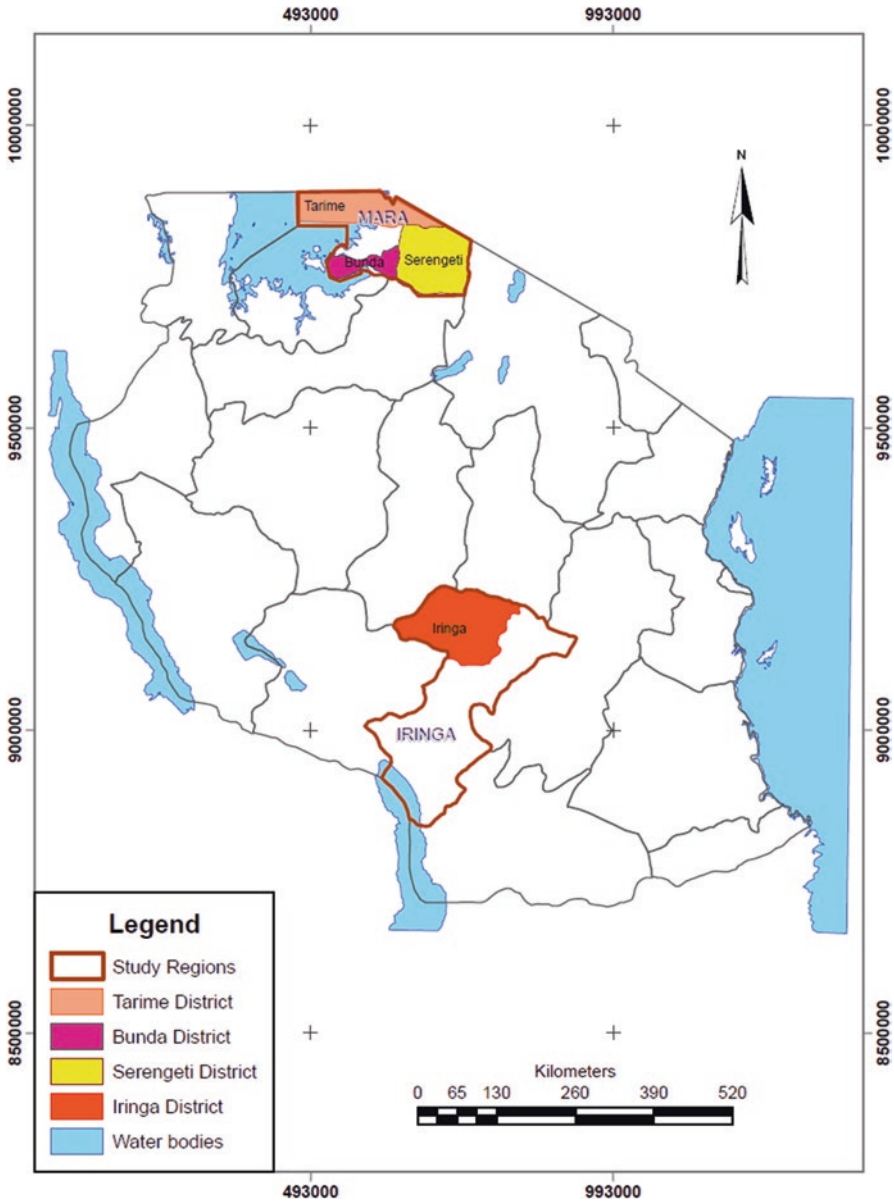 493000 993000
10000000 10000000
N
Tarime
MARA
Bunda Serengeti
9500000 9500000
Iringa
IRINGA
9000000 9000000
Legend
Study Regions
Tarime District
Bunda District
Serengeti District
Iringa District
Water bodies
8500000 8500000
Kilometers
0 65 130 260 390 520
493000 993000